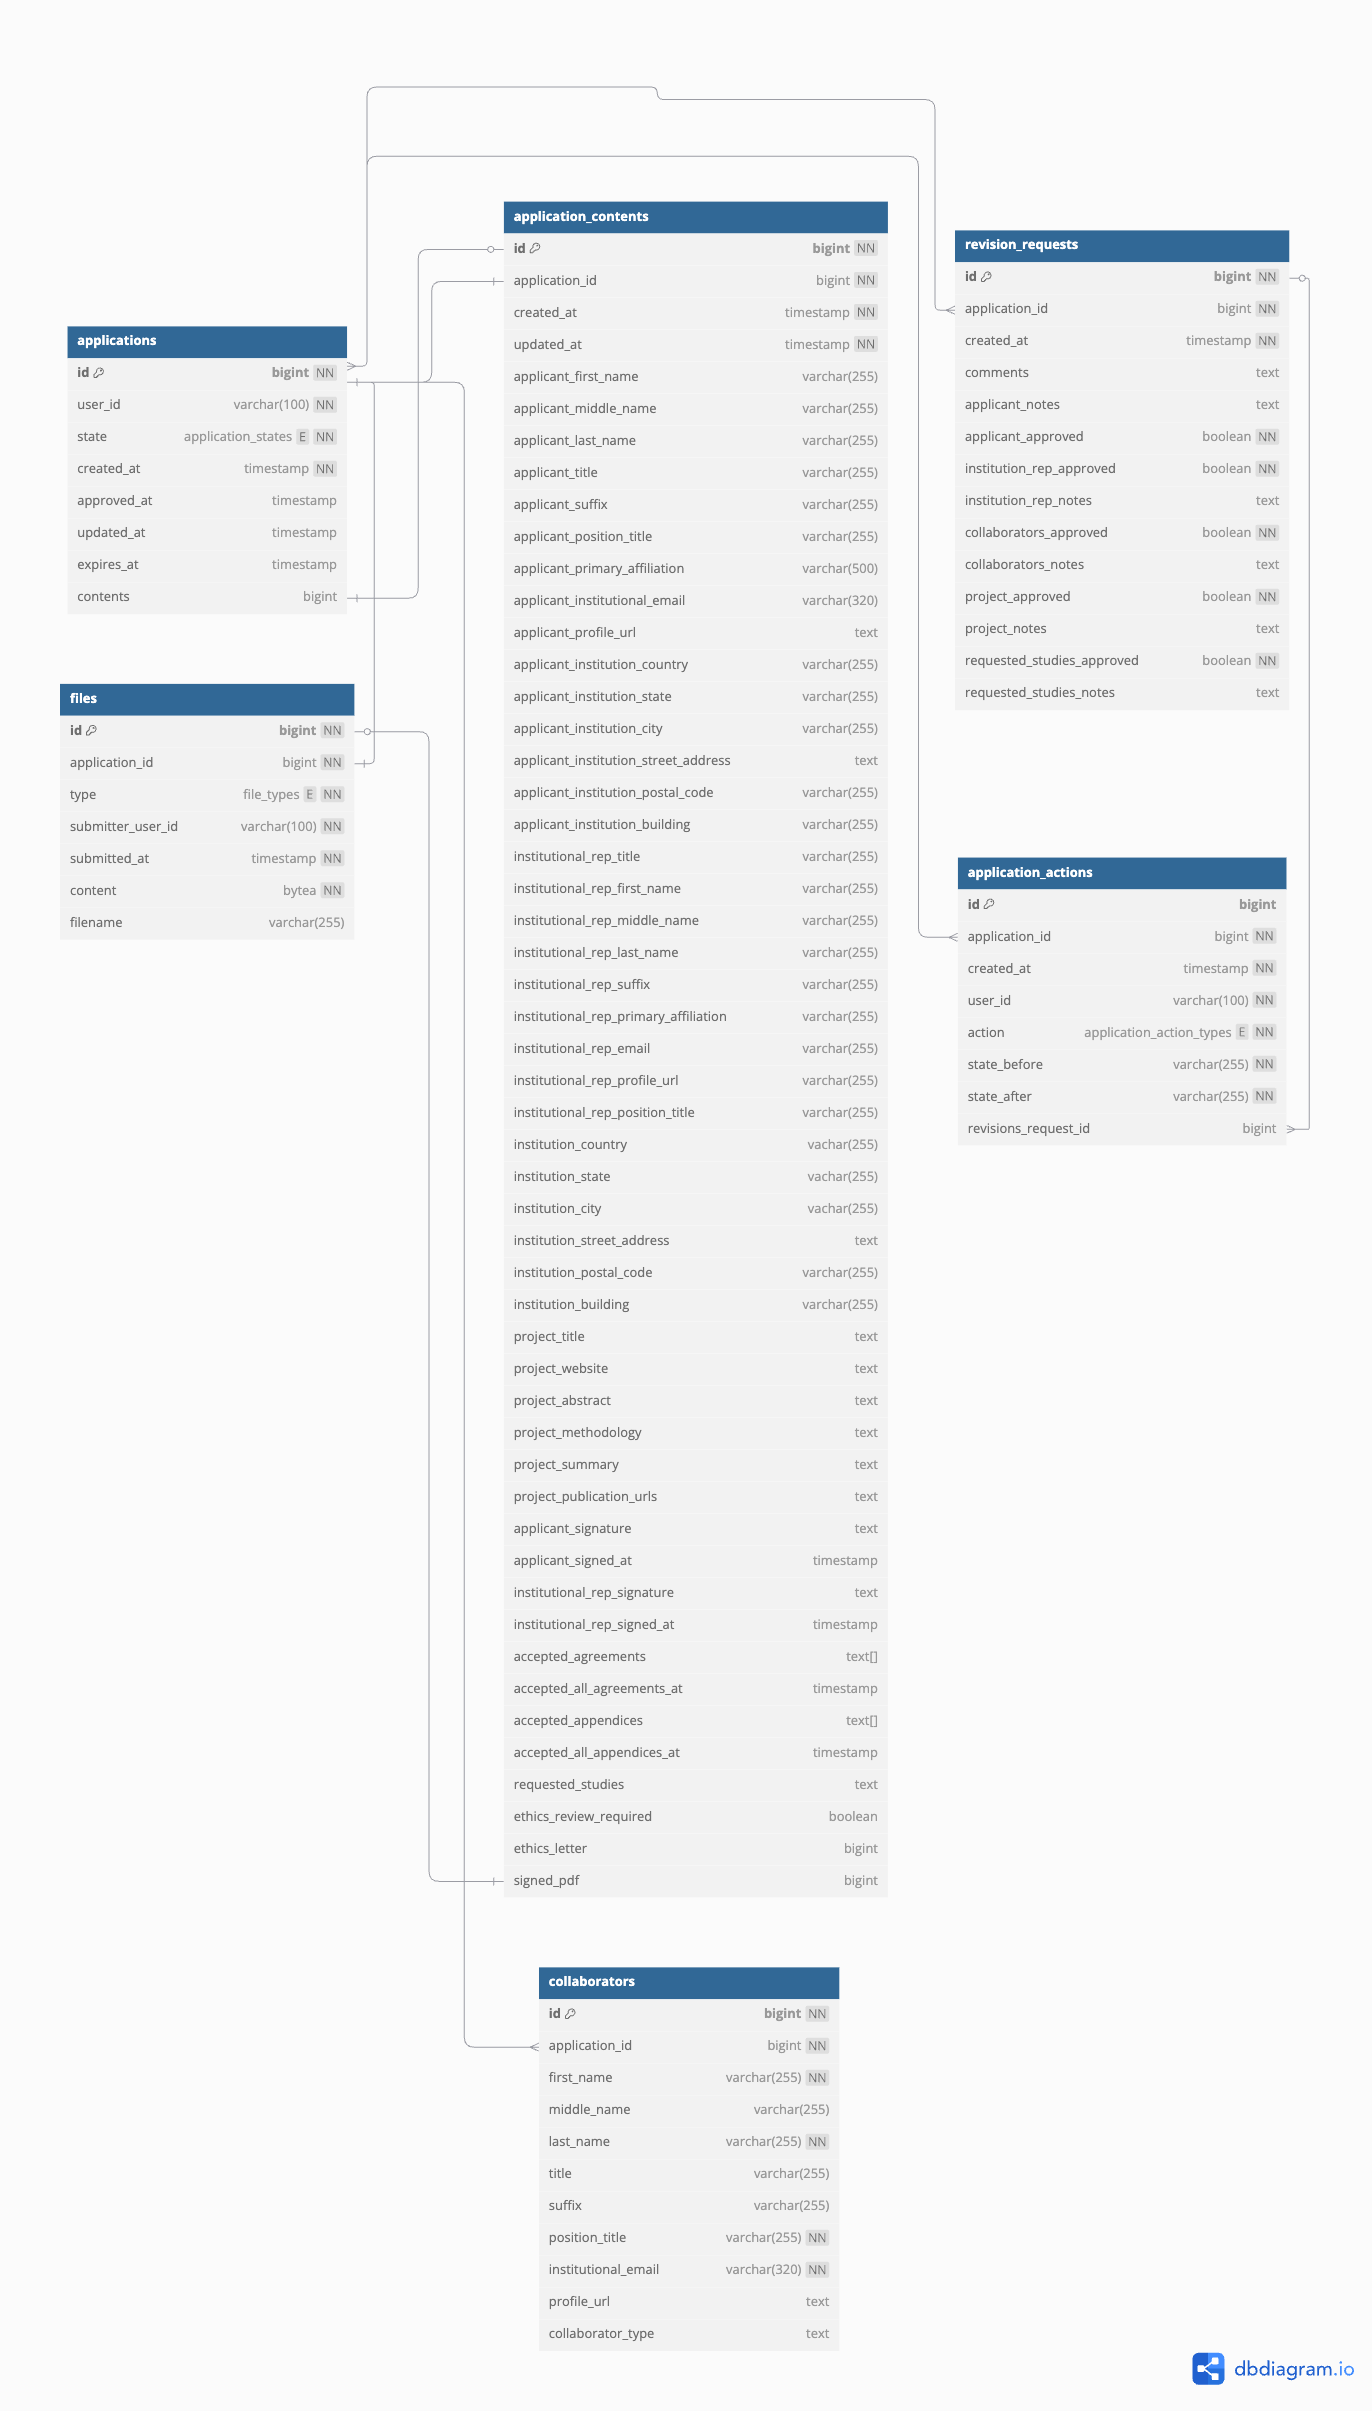 applications
id bigint NN
user_id varchar(100) NN
state application_states E NN
created_at timestamp NN
approved_at timestamp
updated_at timestamp
expires_at timestamp
contents bigint
files
id bigint NN
application_id bigint NN
type file_types E NN
submitter_user_id varchar(100) NN
submitted_at timestamp NN
content bytea NN
filename varchar(255)
application_contents
id bigint NN
application_id bigint NN
created_at timestamp NN
updated_at timestamp NN
applicant_first_name varchar(255)
applicant_middle_name varchar(255)
applicant_last_name varchar(255)
applicant_title varchar(255)
applicant_suffix varchar(255)
applicant_position_title varchar(255)
applicant_primary_affiliation varchar(500)
applicant_institutional_email varchar(320)
applicant_profile_url text
applicant_institution_country varchar(255)
applicant_institution_state varchar(255)
applicant_institution_city varchar(255)
applicant_institution_street_address text
applicant_institution_postal_code varchar(255)
applicant_institution_building varchar(255)
institutional_rep_title varchar(255)
institutional_rep_first_name varchar(255)
institutional_rep_middle_name varchar(255)
institutional_rep_last_name varchar(255)
institutional_rep_suffix varchar(255)
institutional_rep_primary_affiliation varchar(255)
institutional_rep_email varchar(255)
institutional_rep_profile_url varchar(255)
institutional_rep_position_title varchar(255)
institution_country vachar(255)
institution_state vachar(255)
institution_city vachar(255)
institution_street_address text
institution_postal_code varchar(255)
institution_building varchar(255)
project_title text
project_website text
project_abstract text
project_methodology text
project_summary text
project_publication_urls text
applicant_signature text
applicant_signed_at timestamp
institutional_rep_signature text
institutional_rep_signed_at timestamp
accepted_agreements text[]
accepted_all_agreements_at timestamp
accepted_appendices text[]
accepted_all_appendices_at timestamp
requested_studies text
ethics_review_required boolean
ethics_letter bigint
signed_pdf bigint
revision_requests
id bigint NN
application_id bigint NN
created_at timestamp NN
comments text
applicant_notes text
applicant_approved boolean NN
institution_rep_approved boolean NN
institution_rep_notes text
collaborators_approved boolean NN
collaborators_notes text
project_approved boolean NN
project_notes text
requested_studies_approved boolean NN
requested_studies_notes text
application_actions
id bigint
application_id bigint NN
created_at timestamp NN
user_id varchar(100) NN
action application_action_types E NN
state_before varchar(255) NN
state_after varchar(255) NN
revisions_request_id bigint
collaborators
id bigint NN
application_id bigint NN
first_name varchar(255) NN
middle_name varchar(255)
last_name varchar(255) NN
title varchar(255)
suffix varchar(255)
position_title varchar(255) NN
institutional_email varchar(320) NN
profile_url text
collaborator_type text
dbdiagram.io